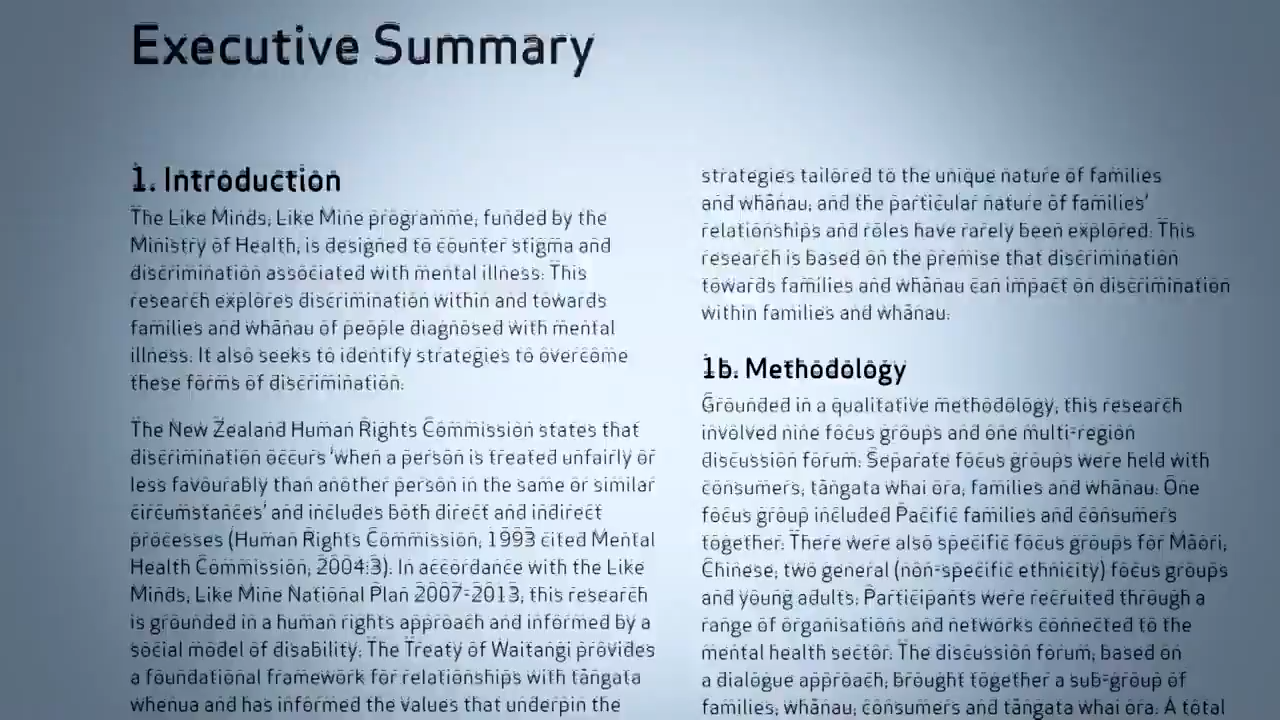 Executive Summary
1. Introduction
The Like Minds, Like Mine programme, funded by the
Ministry of Health, is designed to counter stigma and
discrimination associated with mental illness. This
research explores discrimination within and towards
families and whānau of people diagnosed with mental
illness. It also seeks to identify strategies to overcome
these forms of discrimination.
The New Zealand Human Rights Commission states that
discrimination occurs 'when a person is treated unfairly or
less favourably than another person in the same or similar
circumstances' and includes both direct and indirect
processes (Human Rights Commission, 1993 cited Mental
Health Commission, 2004:3). In accordance with the Like
Minds, Like Mine National Plan 2007-2013, this research
is grounded in a human rights approach and informed by a
social model of disability. The Treaty of Waitangi provides
a foundational framework for relationships with tāngata
whenua and has informed the values that underpin the
strategies tailored to the unique nature of families
and whānau, and the particular nature of families'
relationships and roles have rarely been explored. This
research is based on the premise that discrimination
towards families and whānau can impact on discrimination
within families and whānau.
1b. Methodology
Grounded in a qualitative methodology, this research
involved nine focus groups and one multi-region
discussion forum. Separate focus groups were held with
consumers, tāngata whai ora, families and whānau. One
focus group included Pacific families and consumers
together. There were also specific focus groups for Māori,
Chinese, two general (non-specific ethnicity) focus groups
and young adults. Participants were recruited through a
range of organisations and networks connected to the
mental health sector. The discussion forum, based on
a dialogue approach, brought together a sub-group of
families, whānau, consumers and tāngata whai ora. A total